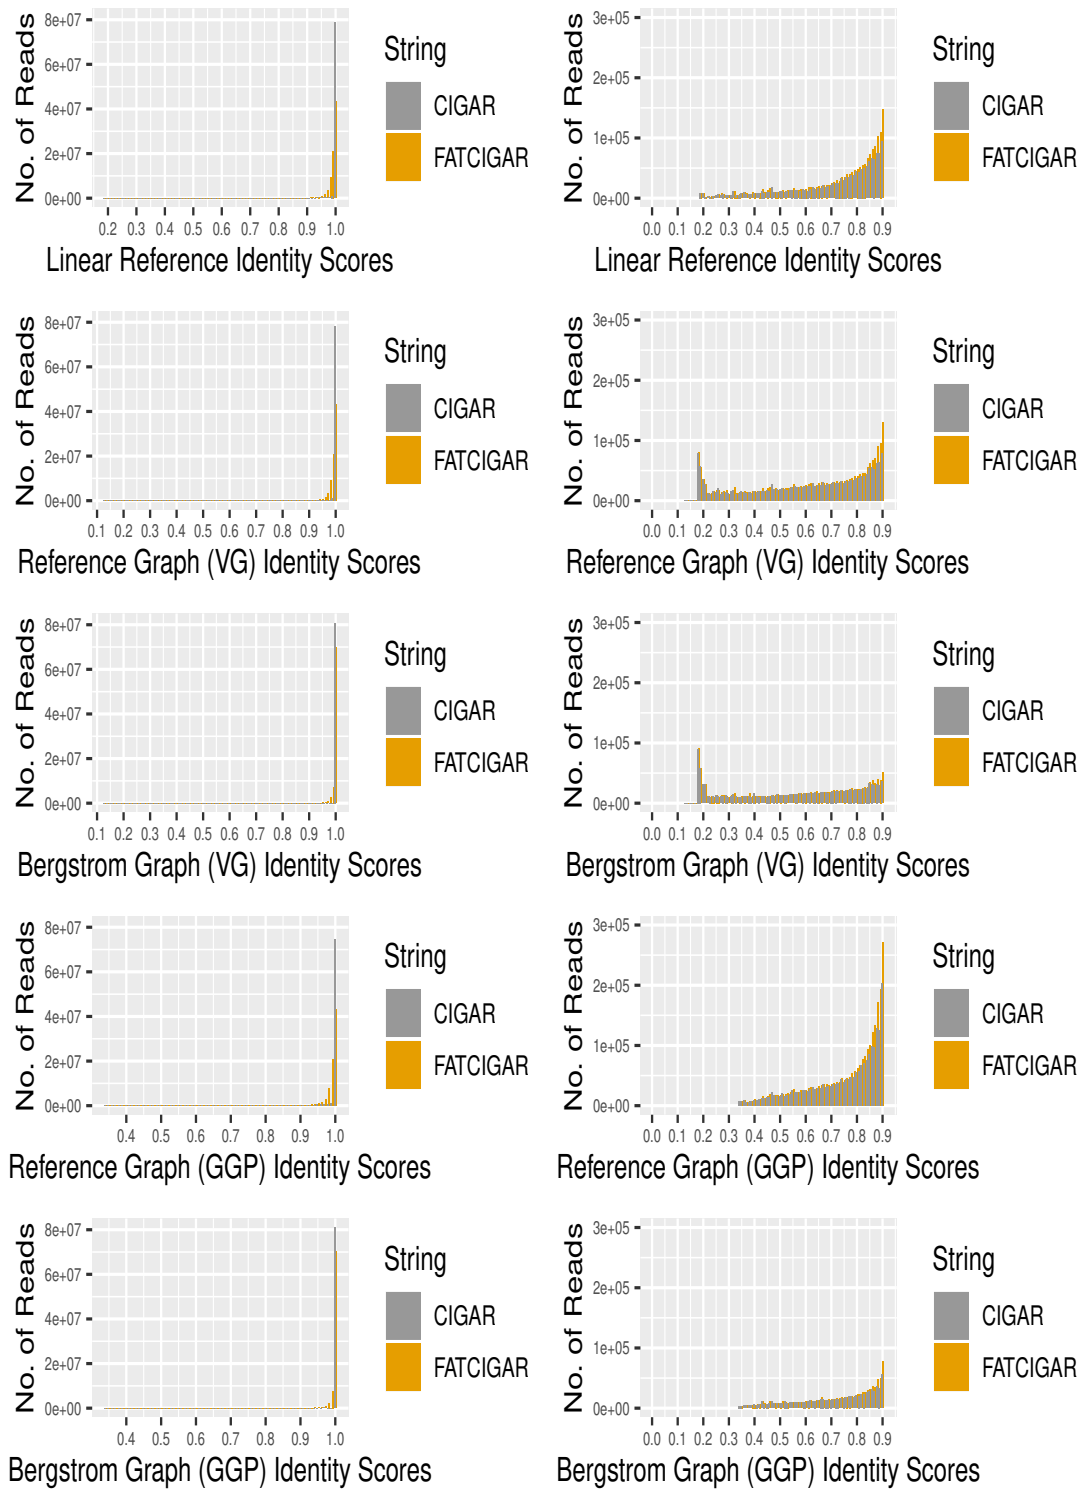 No. of Reads
8e+07
6e+07
4e+07
2e+07
0e+00
0.2 0.3 0.4 0.5 0.6 0.7 0.8 0.9 1.0
Linear Reference Identity Scores
String
CIGAR
FATCIGAR
No. of Reads
3e+05
2e+05
1e+05
0e+00
0.0 0.1 0.2 0.3 0.4 0.5 0.6 0.7 0.8 0.9
Linear Reference Identity Scores
String
CIGAR
FATCIGAR
No. of Reads
8e+07
6e+07
4e+07
2e+07
0e+00
0.1 0.2 0.3 0.4 0.5 0.6 0.7 0.8 0.9 1.0
Reference Graph (VG) Identity Scores
String
CIGAR
FATCIGAR
No. of Reads
3e+05
2e+05
1e+05
0e+00
0.0 0.1 0.2 0.3 0.4 0.5 0.6 0.7 0.8 0.9
Reference Graph (VG) Identity Scores
String
CIGAR
FATCIGAR
No. of Reads
8e+07
6e+07
4e+07
2e+07
0e+00
0.1 0.2 0.3 0.4 0.5 0.6 0.7 0.8 0.9 1.0
Bergstrom Graph (VG) Identity Scores
String
CIGAR
FATCIGAR
No. of Reads
3e+05
2e+05
1e+05
0e+00
0.0 0.1 0.2 0.3 0.4 0.5 0.6 0.7 0.8 0.9
Bergstrom Graph (VG) Identity Scores
String
CIGAR
FATCIGAR
No. of Reads
8e+07
6e+07
4e+07
2e+07
0e+00
0.4 0.5 0.6 0.7 0.8 0.9 1.0
Reference Graph (GGP) Identity Scores
String
CIGAR
FATCIGAR
No. of Reads
3e+05
2e+05
1e+05
0e+00
0.0 0.1 0.2 0.3 0.4 0.5 0.6 0.7 0.8 0.9
Reference Graph (GGP) Identity Scores
String
CIGAR
FATCIGAR
No. of Reads
8e+07
6e+07
4e+07
2e+07
0e+00
0.4 0.5 0.6 0.7 0.8 0.9 1.0
Bergstrom Graph (GGP) Identity Scores
String
CIGAR
FATCIGAR
No. of Reads
3e+05
2e+05
1e+05
0e+00
0.0 0.1 0.2 0.3 0.4 0.5 0.6 0.7 0.8 0.9
Bergstrom Graph (GGP) Identity Scores
String
CIGAR
FATCIGAR